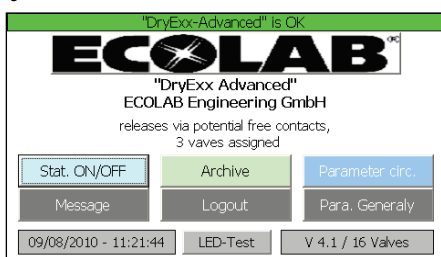 "DryExx-Advanced" is OK
ECOLAB®
"DryExx Advanced"
ECOLAB Engineering GmbH
releases via potential free contacts,
3 vaves assigned
Stat. ON/OFF Archive Parameter circ.
Message Logout Para. Generaly
09/08/2010 - 11:21:44 LED-Test V 4.1 / 16 Valves